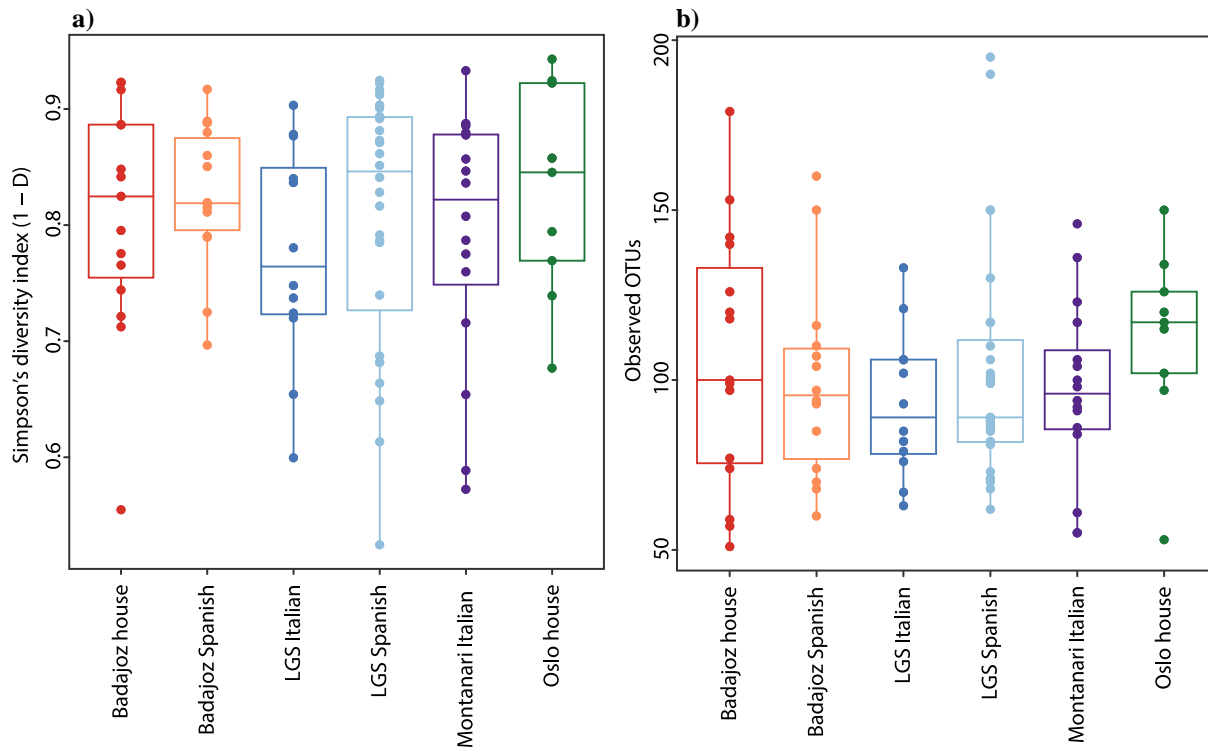 a)
Simpson's diversity index (1 − D)
0.9
0.8
0.7
0.6
Badajoz house
Badajoz Spanish
LGS Italian
LGS Spanish
Montanari Italian
Oslo house
b)
Observed OTUs
200
150
100
50
Badajoz house
Badajoz Spanish
LGS Italian
LGS Spanish
Montanari Italian
Oslo house